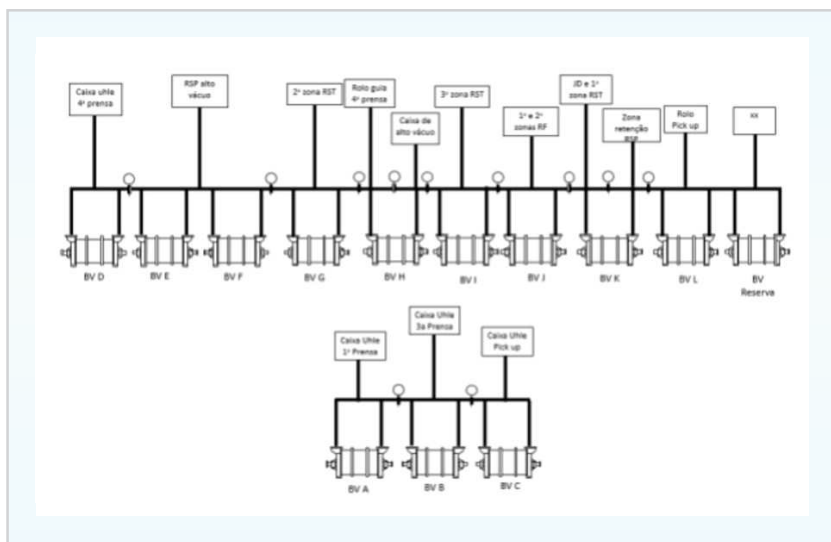 Caixa uhle
4ª prensa
RSP alto
vácuo
2ª zona RST
Rolo guia
4ª prensa
Caixa de
alto vácuo
3ª zona RST
1ª e 2ª
zonas RF
JD e 1ª
zona RST
Zona
retenção
RSP
Rolo
Pick up
xx
BV D
BV E
BV F
BV G
BV H
BV I
BV J
BV K
BV L
BV
Reserva
Caixa Uhle
1ª Prensa
Caixa Uhle
3a Prensa
Caixa Uhle
Pick up
BV A
BV B
BV C